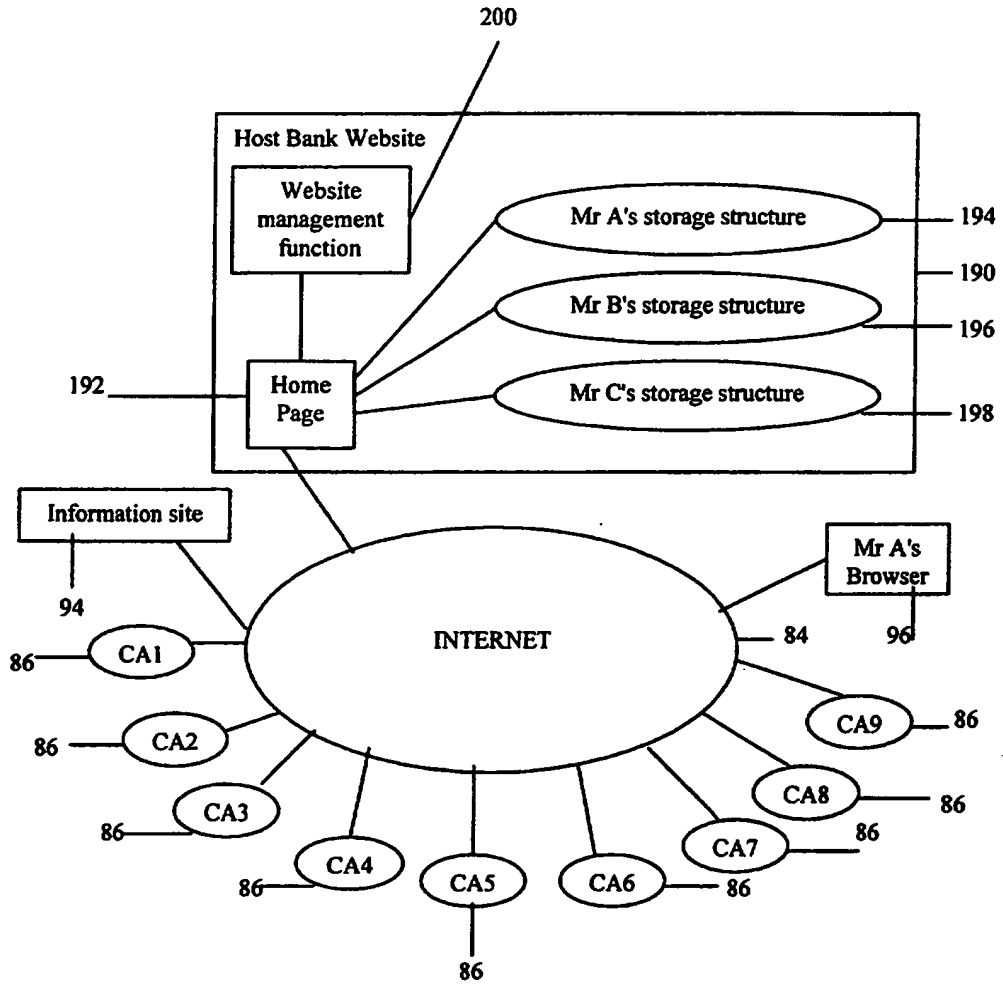 200
Host Bank Website
Website
management
function
Mr A's storage structure
194
190
Mr B's storage structure
196
192
Home
Page
Mr C's storage structure
198
Information site
94
Mr A's
Browser
96
INTERNET
84
86
CA1
86
CA2
86
CA3
86
CA4
CA5
86
CA6
86
CA7
86
CA8
86
CA9
86